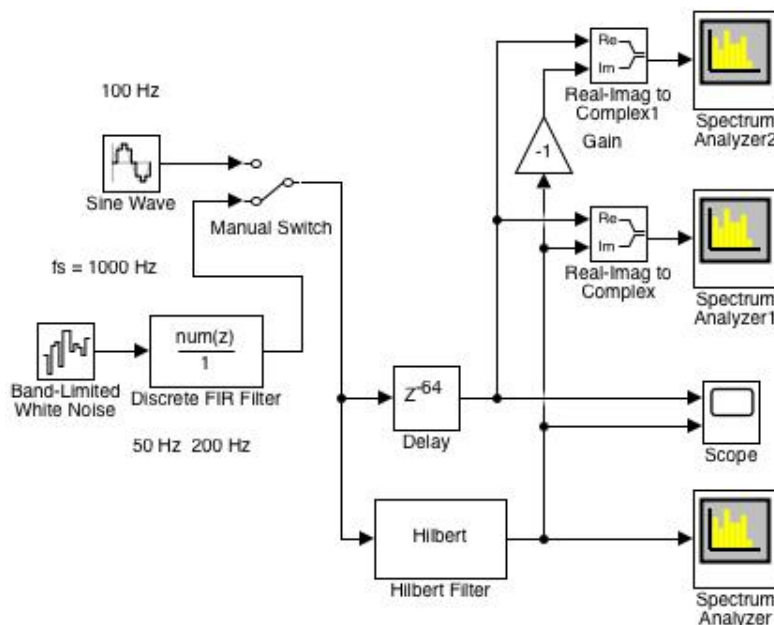 100 Hz
Sine Wave
Manual Switch
fs = 1000 Hz
Band-Limited
White Noise
num(z)
1
Discrete FIR Filter
50 Hz 200 Hz
Z-64
Delay
Hilbert
Hilbert Filter
Re
Im
Real-Imag to
Complex1
-1
Gain
Spectrum
Analyzer2
Re
Im
Real-Imag to
Complex
Spectrum
Analyzer1
Scope
Spectrum
Analyzer